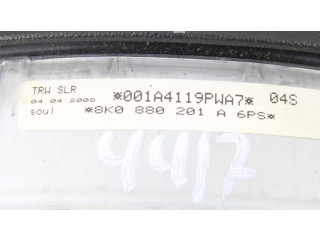 TRW SLR *001A4119PWA7* 04S
04.04.2008
soul *8K0 880 201 A 6PS*
4417